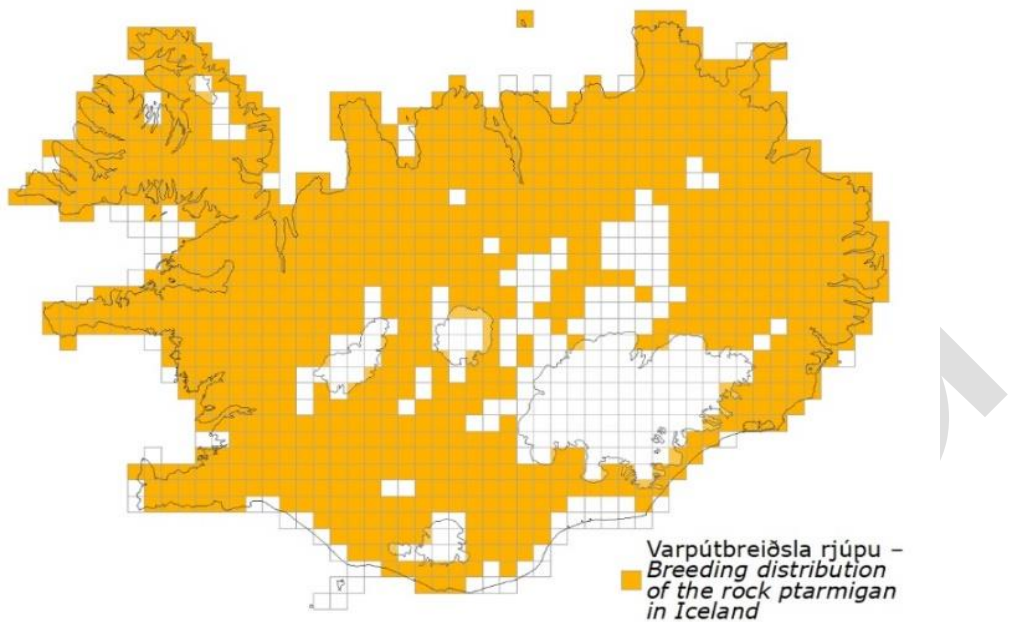 Varpútbreiðsla rjúpu –
Breeding distribution
of the rock ptarmigan
in Iceland